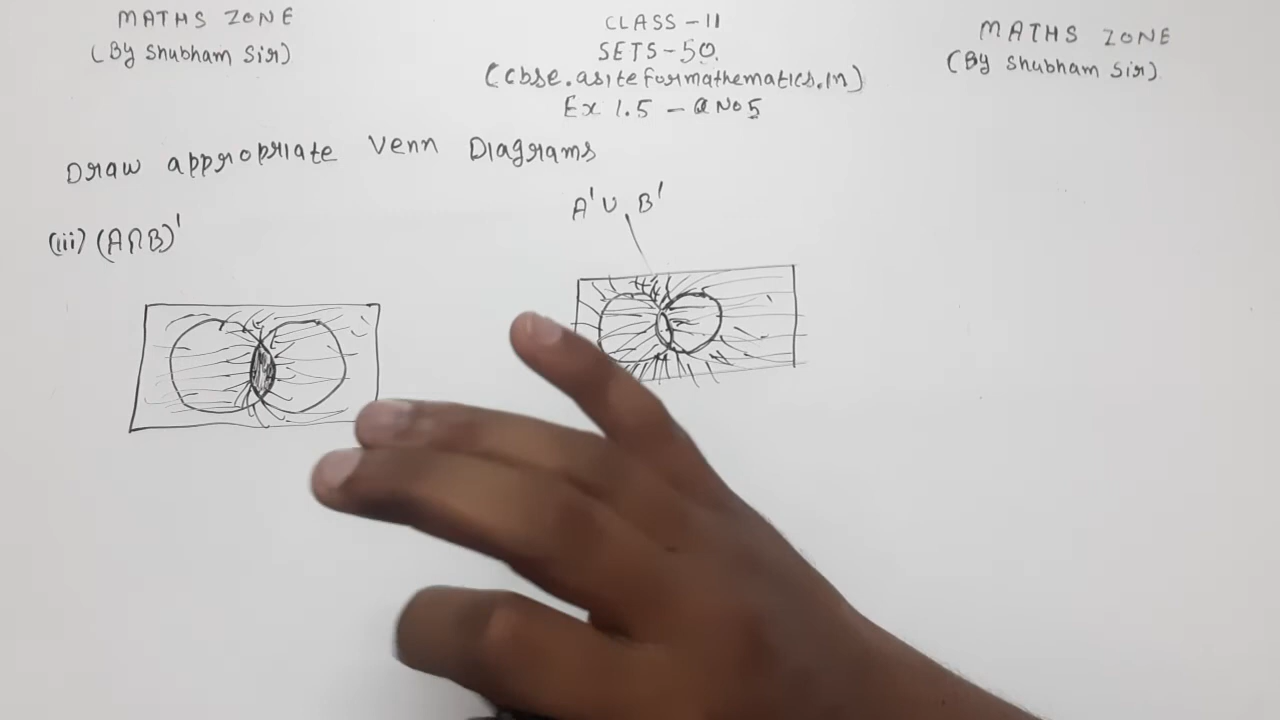 MATHS ZONE
(By Shubham Sir)
CLASS - 11
SETS - 50.
(cbse.asiteformathematics.in)
Ex 1.5 - Q No 5
MATHS ZONE
(By Shubham Sir)
Draw appropriate Venn Diagrams
(iii) (A∩B)'
A' ∪ B'